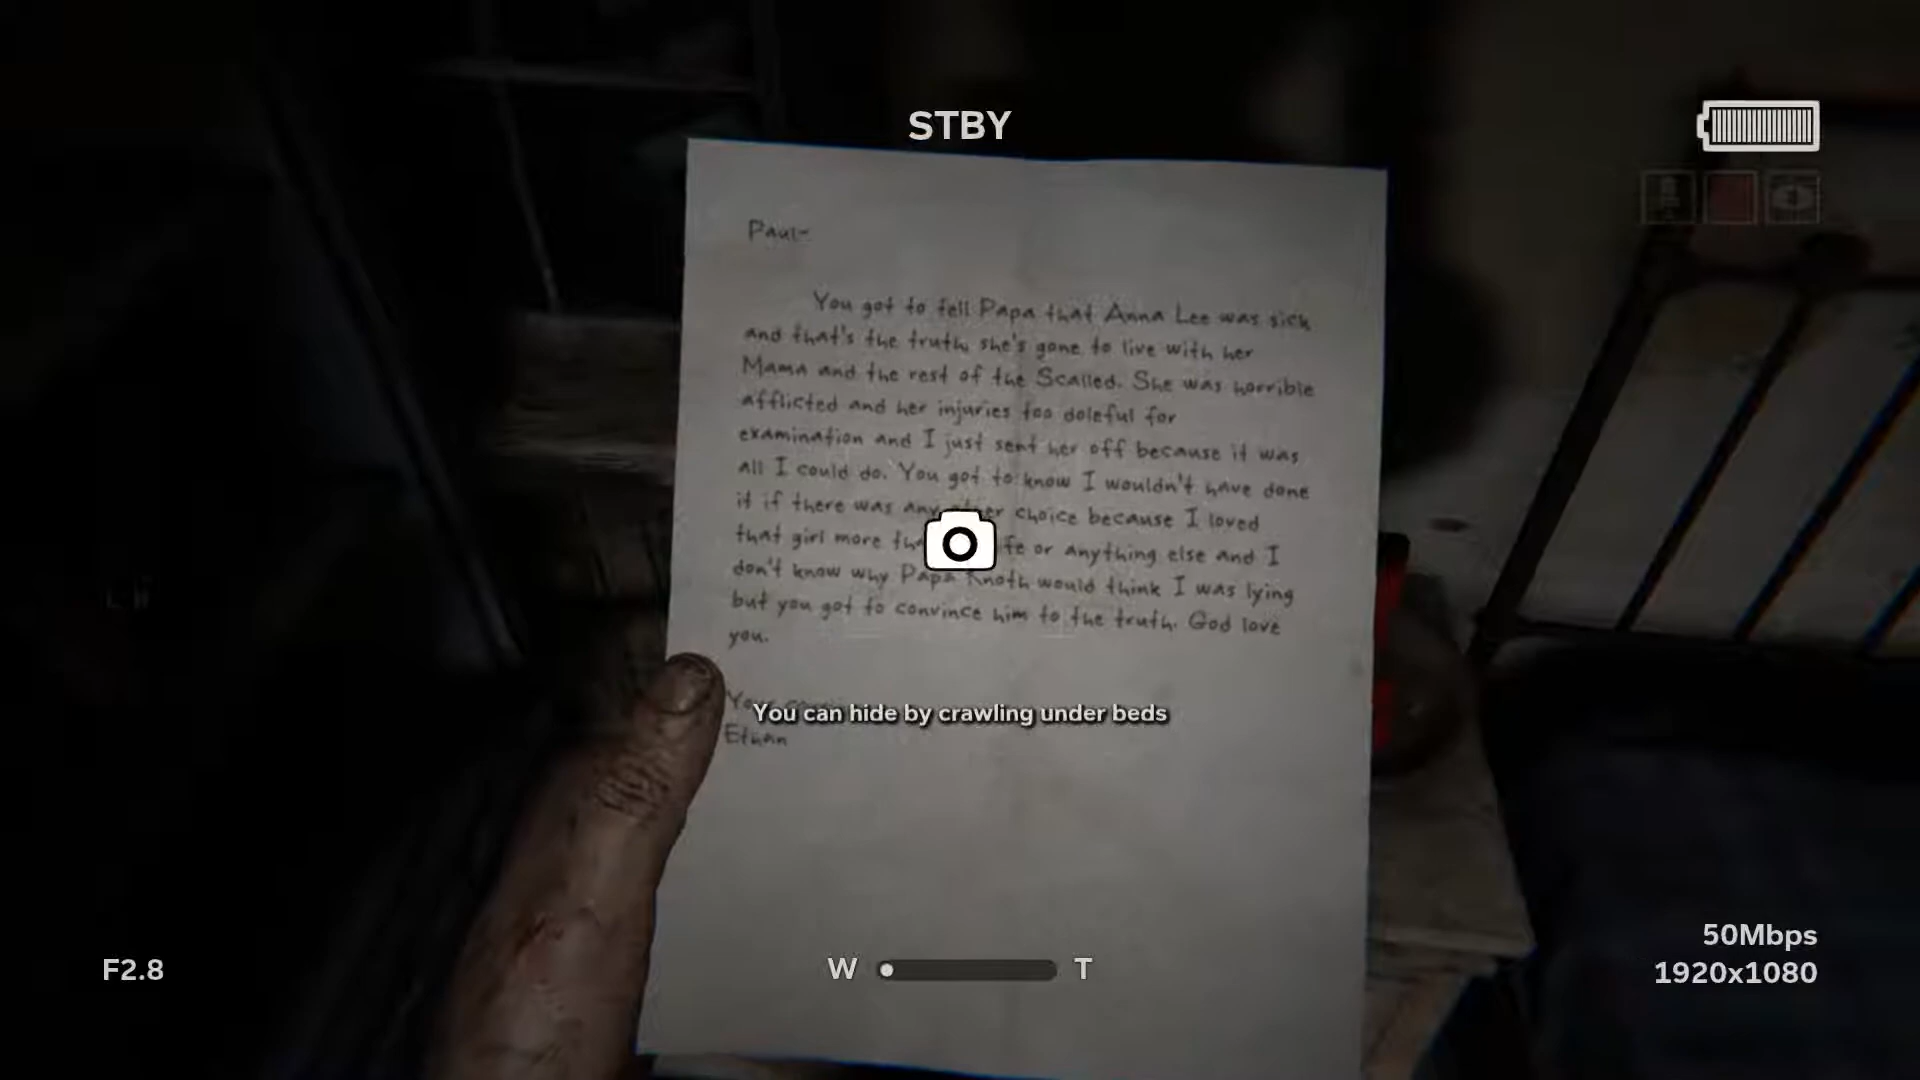 STBY
Paul-
You got to tell Papa that Anna Lee was sick
and that's the truth, she's gone to live with her
Mama and the rest of the Scalled. She was horrible
afflicted and her injuries too doleful for
examination and I just sent her off because it was
all I could do. You got to know I wouldn't have done
it if there was any other choice because I loved
that girl more or anything else and I
don't know why Papa Knoth would think I was lying
but you got to convince him to the truth. God love
you.
You can hide by crawling under beds
Ethan
F2.8
W T
50Mbps
1920x1080